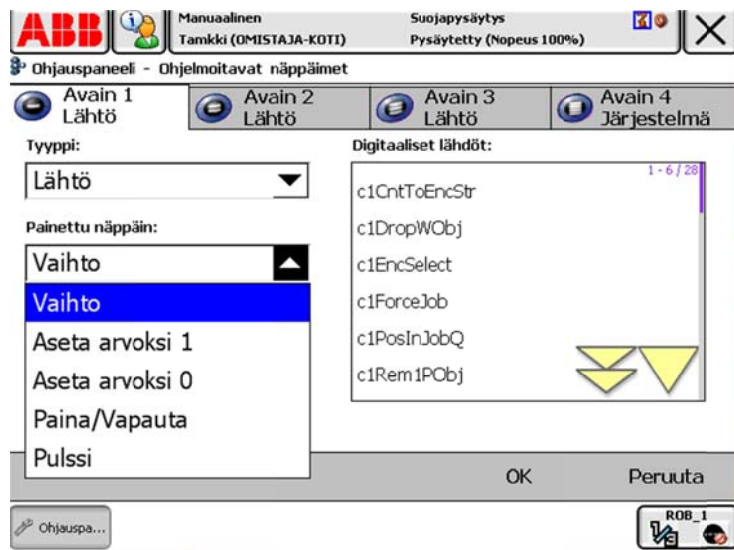 ABB
Manuaalinen
Tamkki (OMISTAJA-KOTI)
Suojapysäytys
Pysäytetty (Nopeus 100%)
Ohjauspaneeli - Ohjelmoitavat näppäimet
Avain 1
Lähtö
Avain 2
Lähtö
Avain 3
Lähtö
Avain 4
Järjestelmä
Tyyppi:
Lähtö
Painettu näppäin:
Vaihto
Vaihto
Aseta arvoksi 1
Aseta arvoksi 0
Paina/Vapauta
Pulssi
Digitaaliset lähdöt:
1 - 6 / 28
c1CntToEncStr
c1DropWObj
c1EncSelect
c1ForceJob
c1PosInJobQ
c1Rem1PObj
OK
Peruuta
Ohjauspa...
ROB_1
1/3